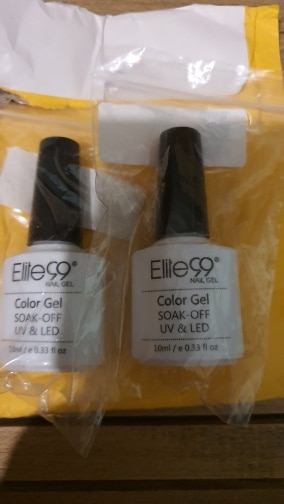 Elite99®
NAIL GEL
Color Gel
SOAK-OFF
UV & LED
10ml / e 0.33 fl oz
Elite99®
NAIL GEL
Color Gel
SOAK-OFF
UV & LED
10ml / e 0.33 fl oz